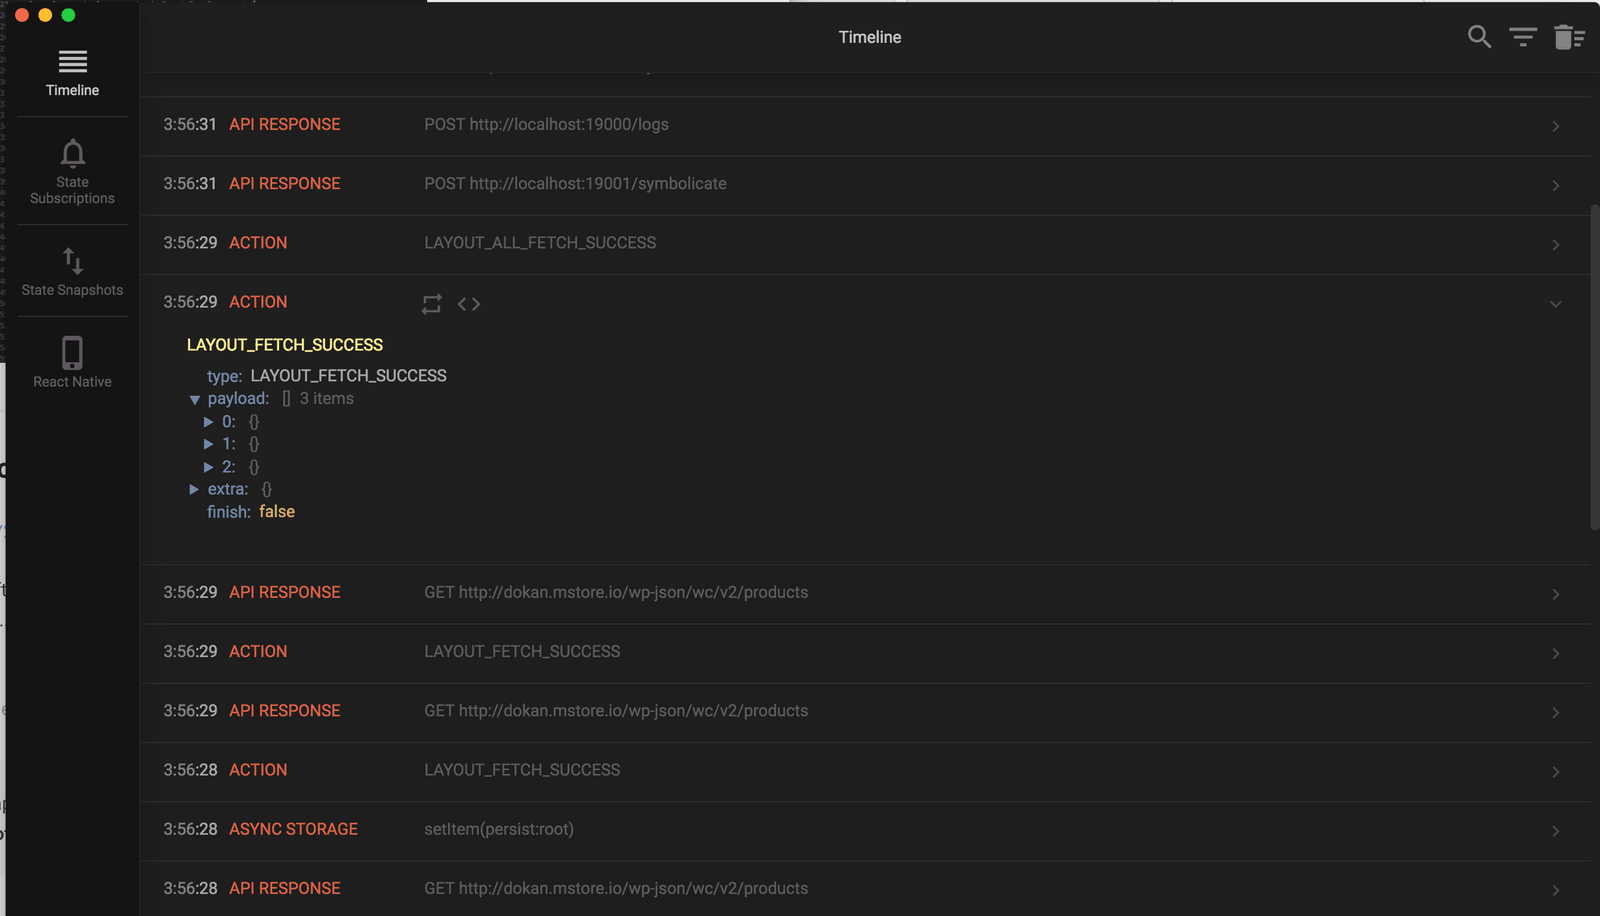 Timeline
Timeline
State
Subscriptions
State Snapshots
React Native
3:56:31 API RESPONSE POST http://localhost:19000/logs
3:56:31 API RESPONSE POST http://localhost:19001/symbolicate
3:56:29 ACTION LAYOUT_ALL_FETCH_SUCCESS
3:56:29 ACTION
LAYOUT_FETCH_SUCCESS
type: LAYOUT_FETCH_SUCCESS
payload: [] 3 items
0: {}
1: {}
2: {}
extra: {}
finish: false
3:56:29 API RESPONSE GET http://dokan.mstore.io/wp-json/wc/v2/products
3:56:29 ACTION LAYOUT_FETCH_SUCCESS
3:56:29 API RESPONSE GET http://dokan.mstore.io/wp-json/wc/v2/products
3:56:28 ACTION LAYOUT_FETCH_SUCCESS
3:56:28 ASYNC STORAGE setItem(persist:root)
3:56:28 API RESPONSE GET http://dokan.mstore.io/wp-json/wc/v2/products